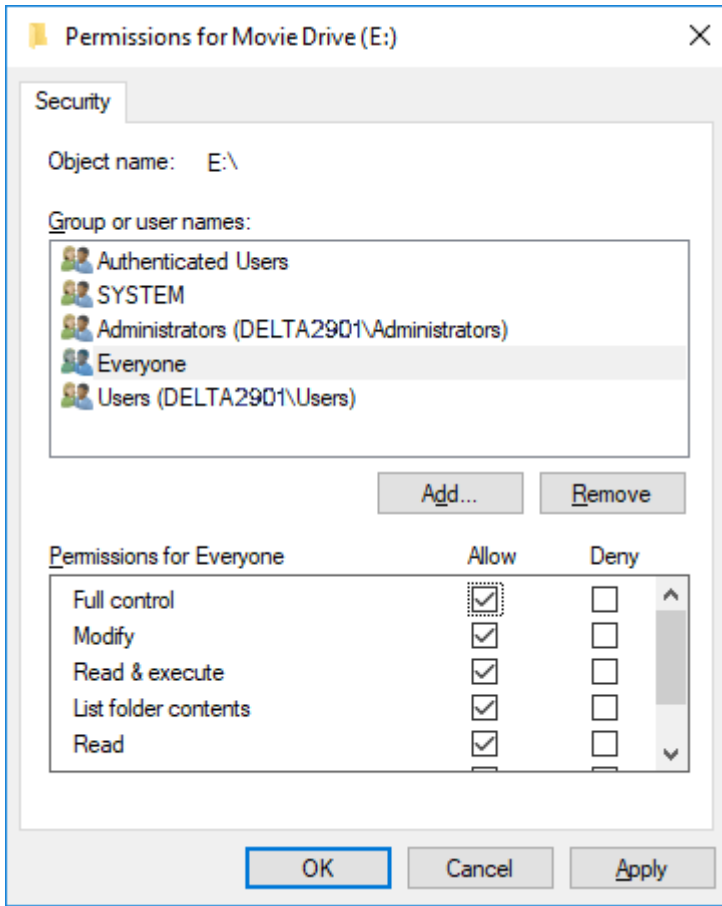 Permissions for Movie Drive (E:)
Security
Object name: E:\
Group or user names:
Authenticated Users
SYSTEM
Administrators (DELTA2901\Administrators)
Everyone
Users (DELTA2901\Users)
Add... Remove
Permissions for Everyone Allow Deny
Full control
Modify
Read & execute
List folder contents
Read
OK Cancel Apply